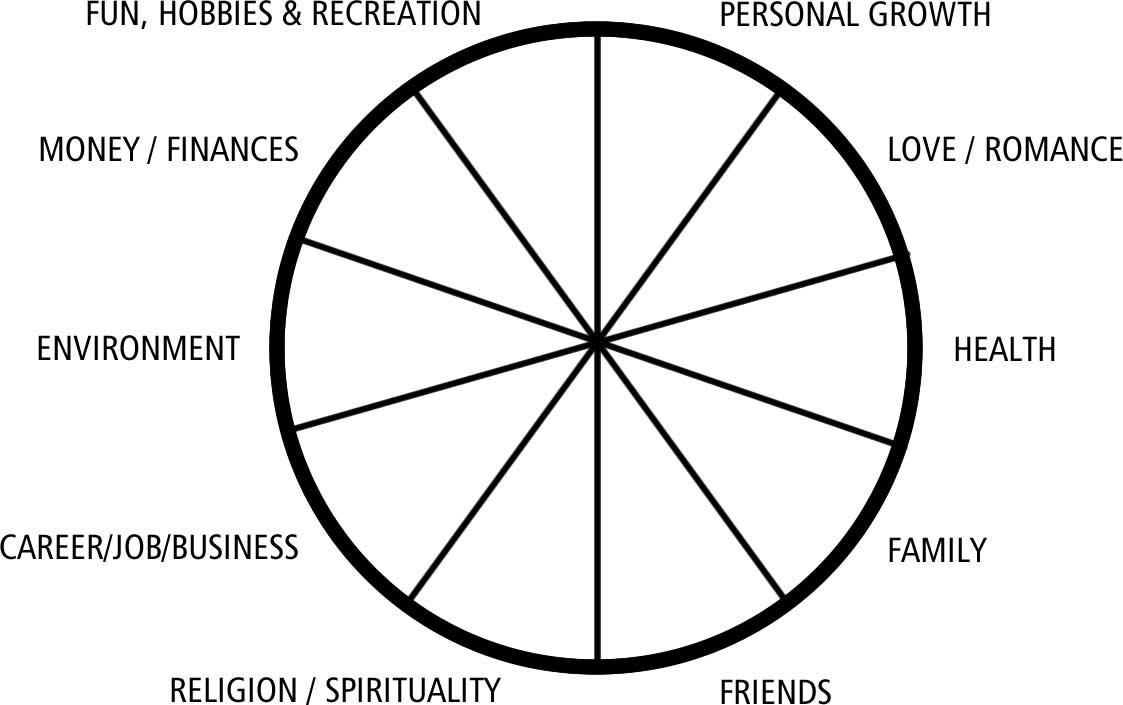 FUN, HOBBIES & RECREATION
PERSONAL GROWTH
MONEY / FINANCES
LOVE / ROMANCE
ENVIRONMENT
HEALTH
CAREER/JOB/BUSINESS
FAMILY
RELIGION / SPIRITUALITY
FRIENDS